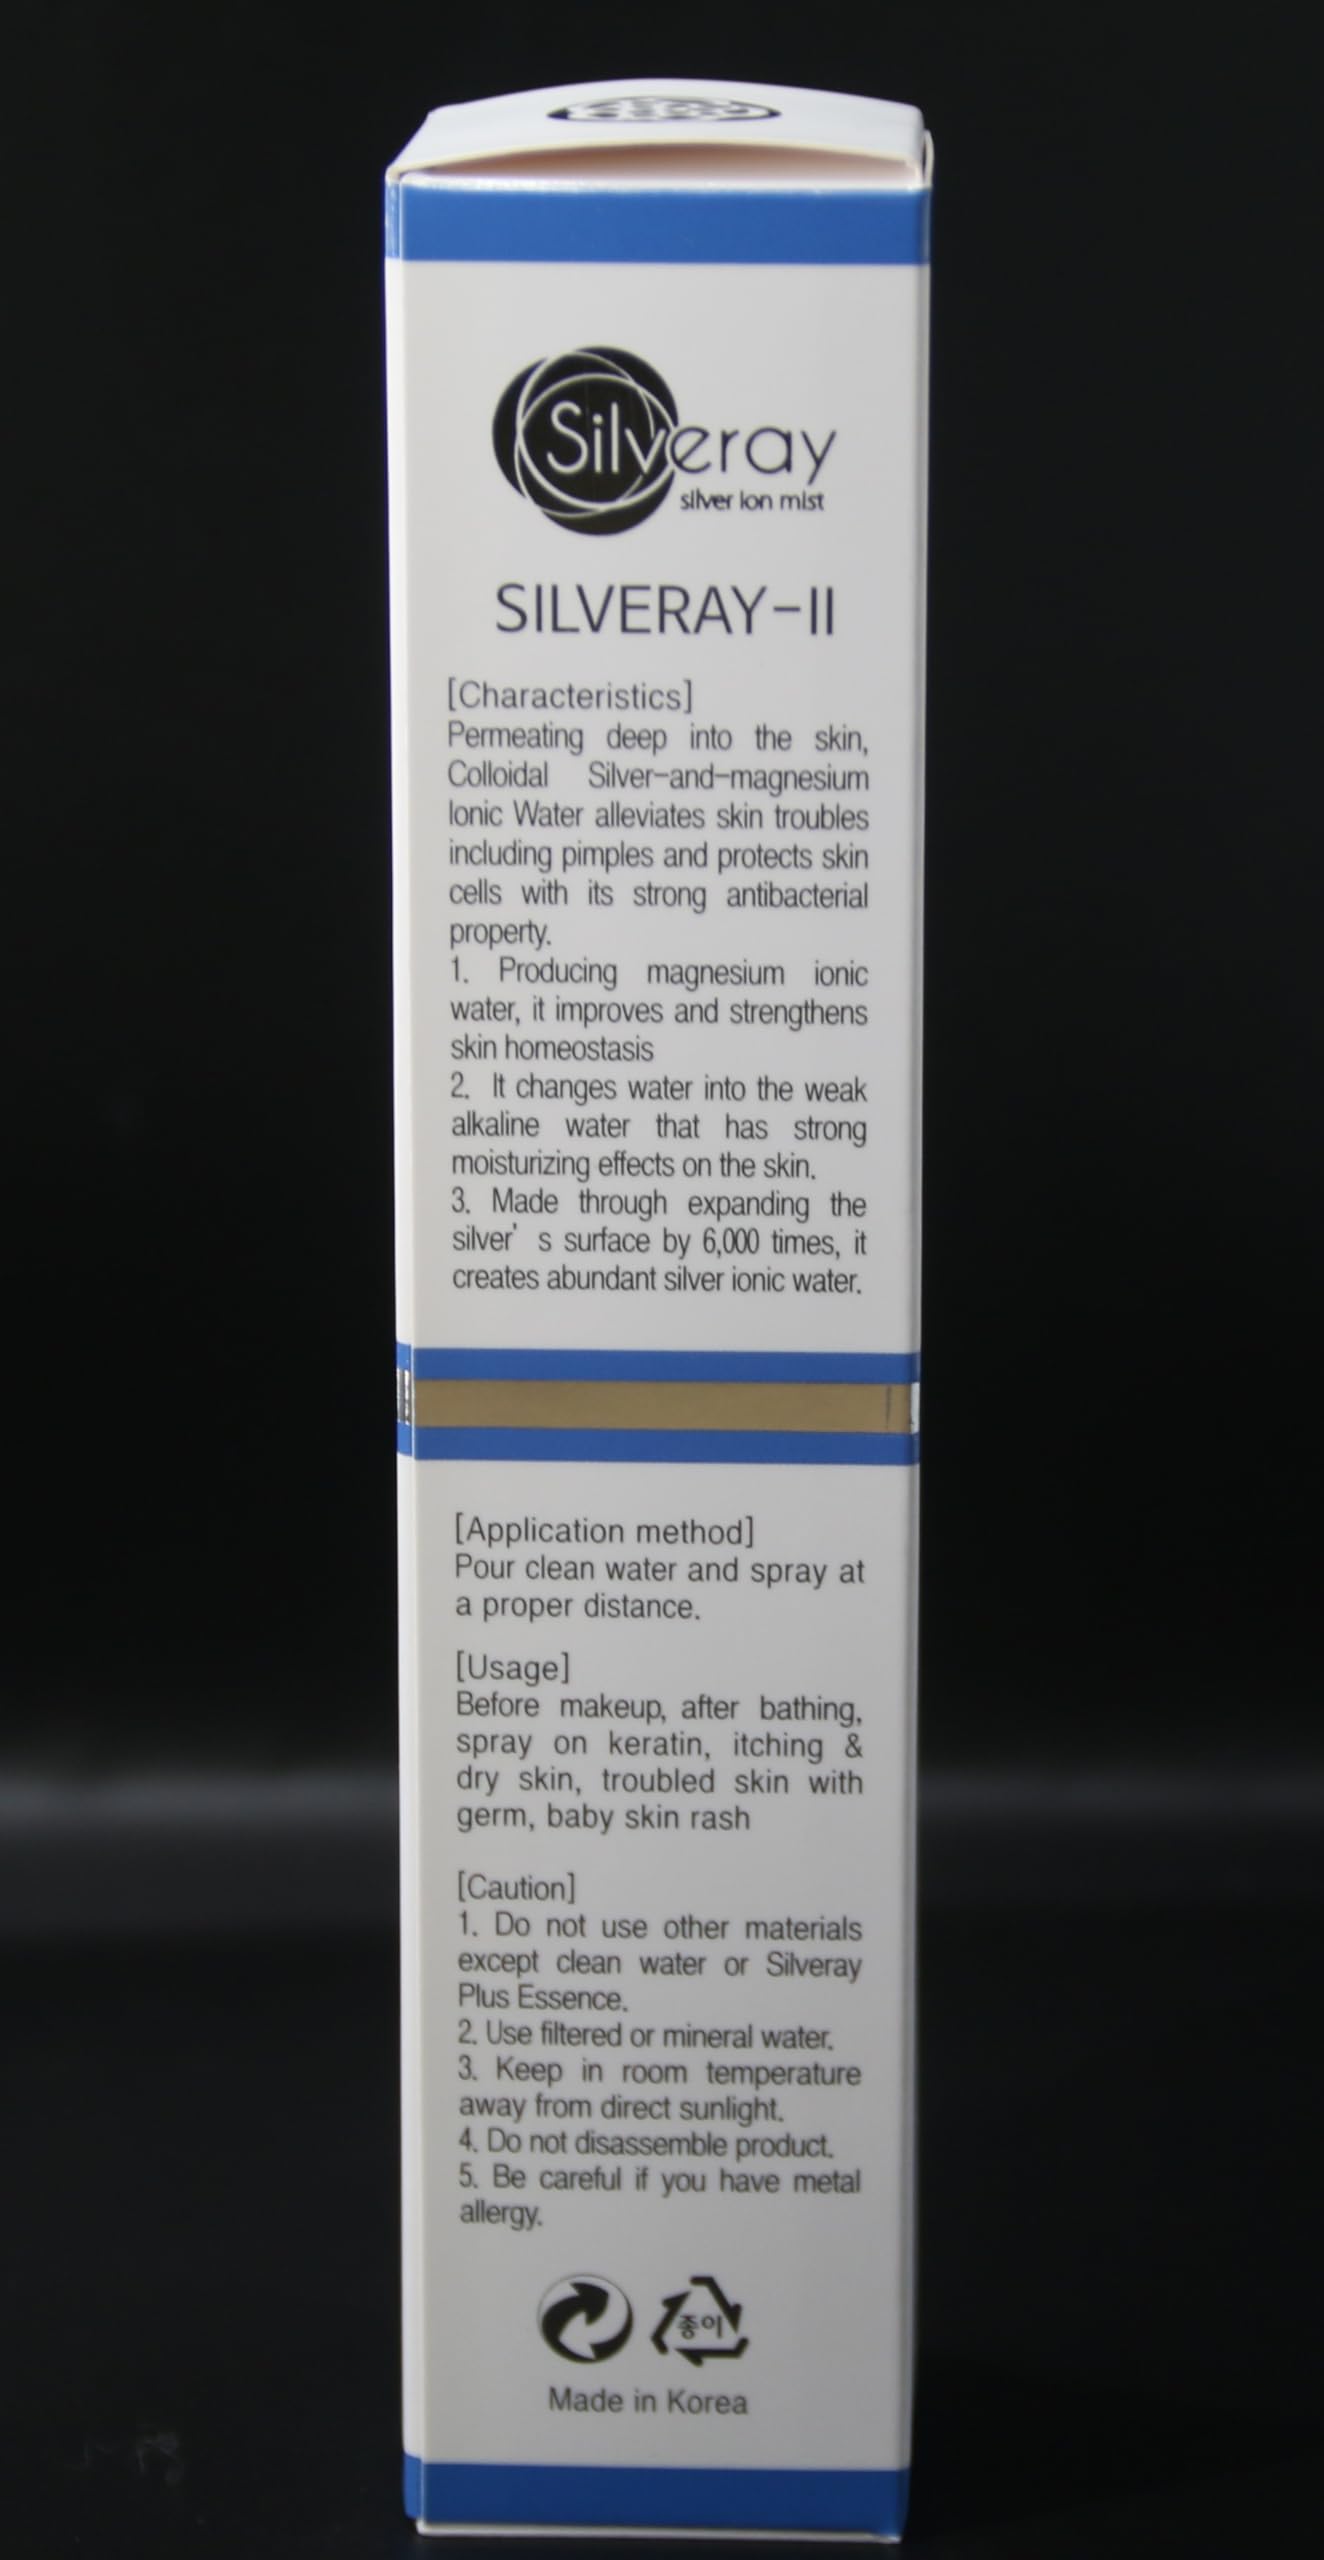 Silveray
silver ion mist
SILVERAY-II
[Characteristics]
Permeating deep into the skin,
Colloidal Silver-and-magnesium
Ionic Water alleviates skin troubles
including pimples and protects skin
cells with its strong antibacterial
property.
1. Producing magnesium ionic
water, it improves and strengthens
skin homeostasis
2. It changes water into the weak
alkaline water that has strong
moisturizing effects on the skin.
3. Made through expanding the
silver' s surface by 6,000 times, it
creates abundant silver ionic water.
[Application method]
Pour clean water and spray at
a proper distance.
[Usage]
Before makeup, after bathing,
spray on keratin, itching &
dry skin, troubled skin with
germ, baby skin rash
[Caution]
1. Do not use other materials
except clean water or Silveray
Plus Essence.
2. Use filtered or mineral water.
3. Keep in room temperature
away from direct sunlight.
4. Do not disassemble product.
5. Be careful if you have metal
allergy.
종이
Made in Korea